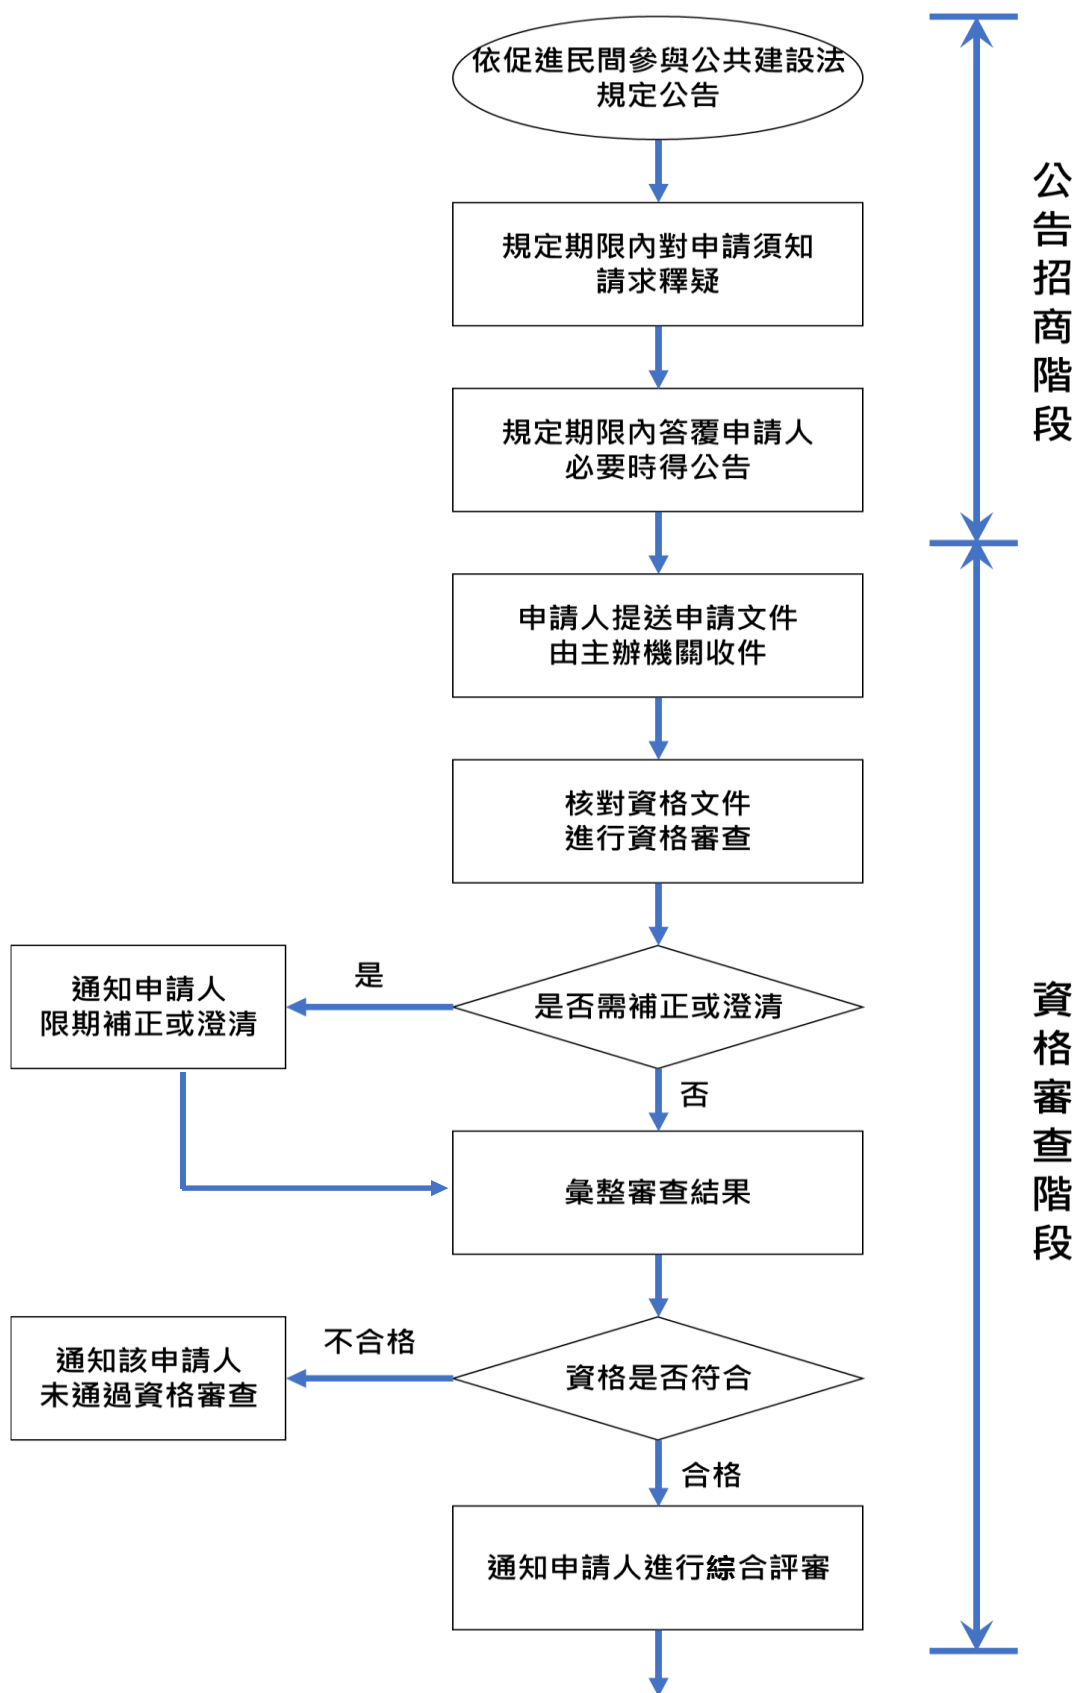 依促進民間參與公共建設法
規定公告
規定期限內對申請須知
請求釋疑
規定期限內答覆申請人
必要時得公告
公告招商階段
申請人提送申請文件
由主辦機關收件
核對資格文件
進行資格審查
是否需補正或澄清
是
通知申請人
限期補正或澄清
否
彙整審查結果
資格是否符合
不合格
通知該申請人
未通過資格審查
合格
通知申請人進行綜合評審
資格審查階段